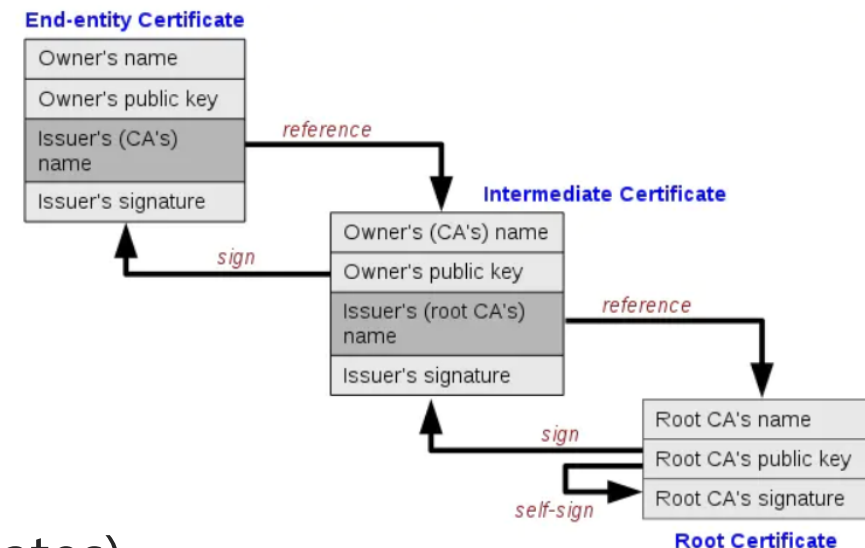 End-entity Certificate
Owner's name
Owner's public key
Issuer's (CA's)
name
Issuer's signature
reference
sign
Intermediate Certificate
Owner's (CA's) name
Owner's public key
Issuer's (root CA's)
name
Issuer's signature
reference
sign
self-sign
Root CA's name
Root CA's public key
Root CA's signature
Root Certificate